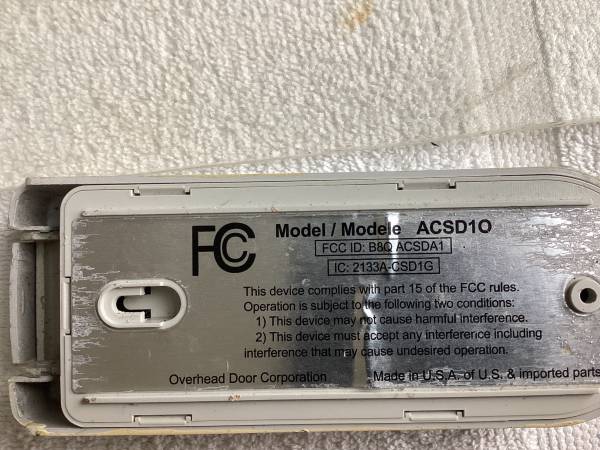 FC
Model / Modele ACSD1O
FCC ID: B8Q ACSDA1
IC: 2133A-CSD1G
This device complies with part 15 of the FCC rules.
Operation is subject to the following two conditions:
1) This device may not cause harmful interference.
2) This device must accept any interference including
interference that may cause undesired operation.
Overhead Door Corporation Made in U.S.A. of U.S. & imported parts